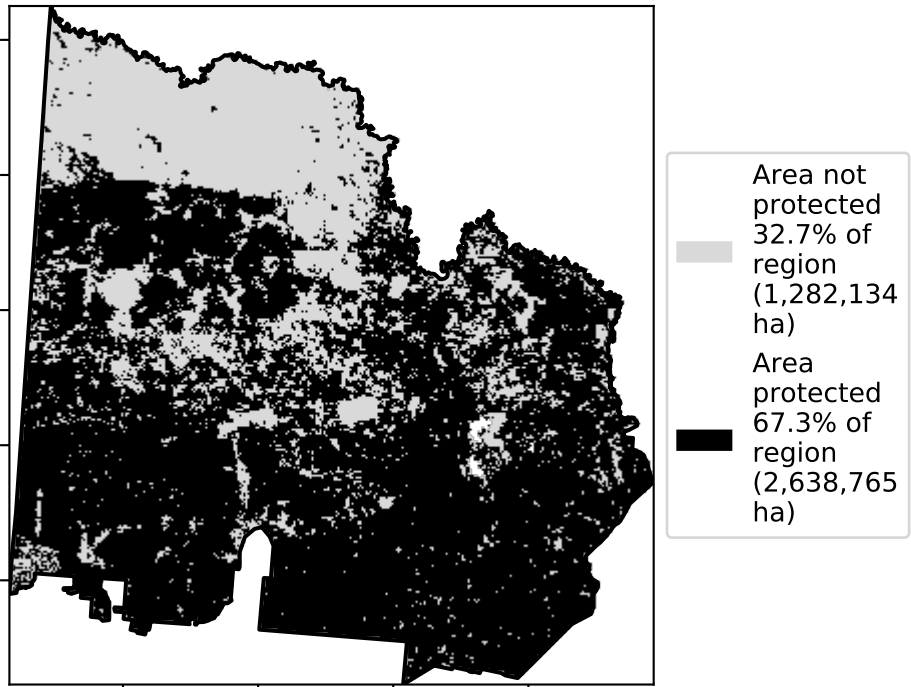 Area not
protected
32.7% of
region
(1,282,134
ha)
Area
protected
67.3% of
region
(2,638,765
ha)